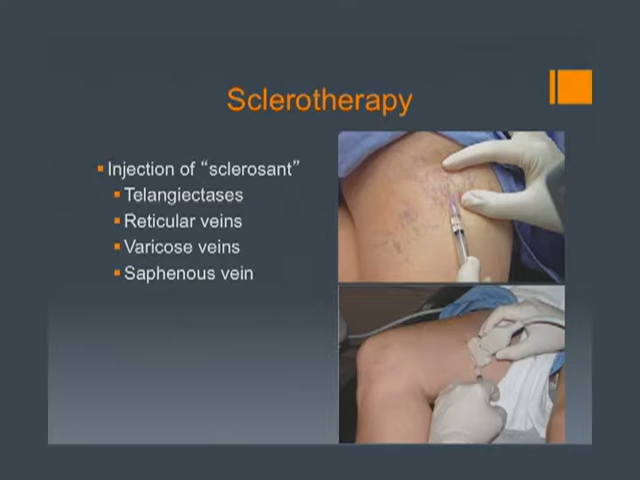 Sclerotherapy
Injection of “sclerosant”
Telangiectases
Reticular veins
Varicose veins
Saphenous vein